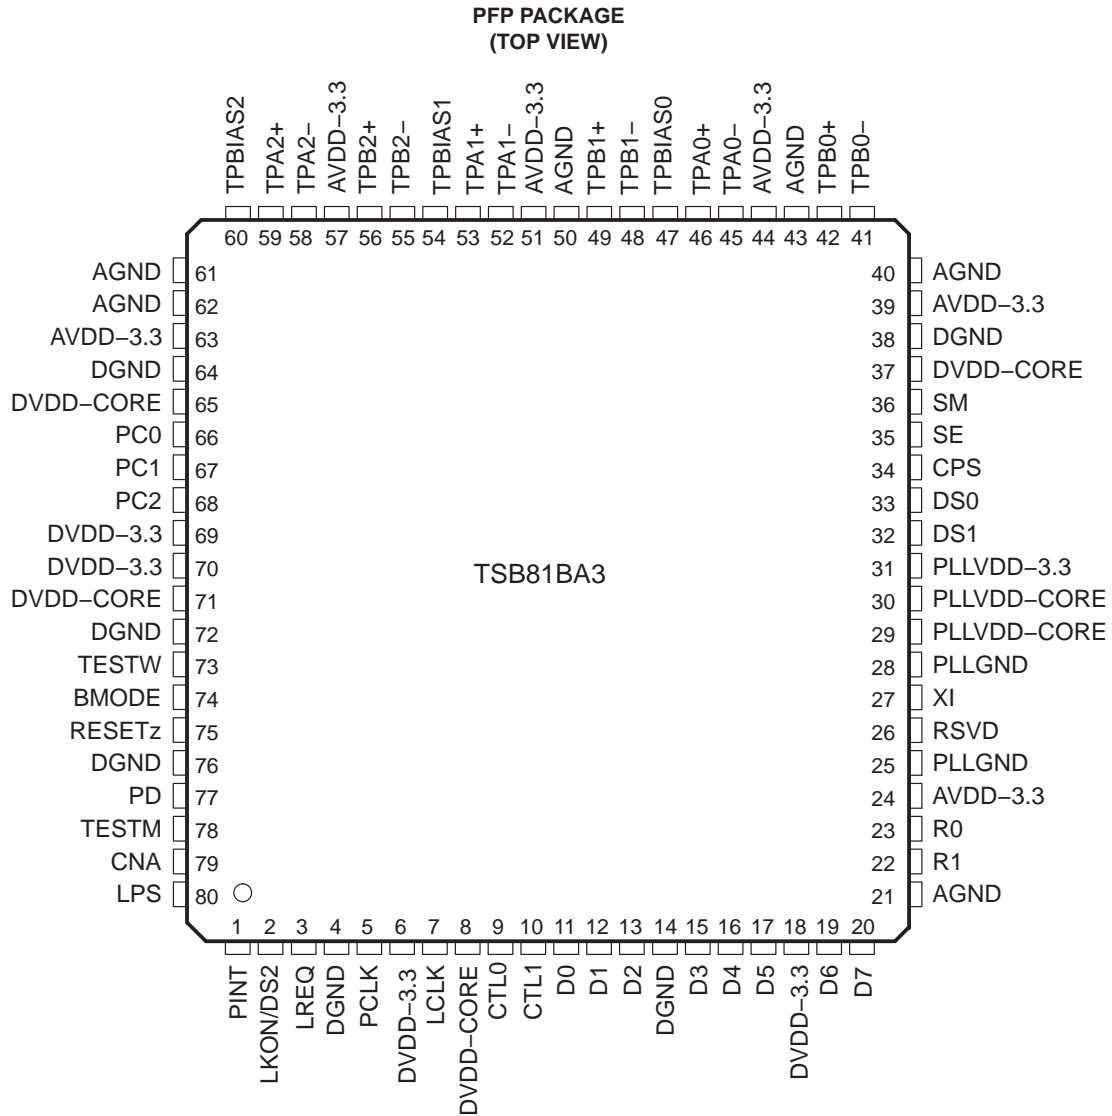 PFP PACKAGE
(TOP VIEW)
TPBIAS2
TPA2+
TPA2–
AVDD–3.3
TPB2+
TPB2–
TPBIAS1
TPA1+
TPA1–
AVDD–3.3
AGND
TPB1+
TPB1–
TPBIAS0
TPA0+
TPA0–
AVDD–3.3
AGND
TPB0+
TPB0–
60 59 58 57 56 55 54 53 52 51 50 49 48 47 46 45 44 43 42 41
AGND 61
AGND 62
AVDD–3.3 63
DGND 64
DVDD–CORE 65
PC0 66
PC1 67
PC2 68
DVDD–3.3 69
DVDD–3.3 70
DVDD–CORE 71
DGND 72
TESTW 73
BMODE 74
RESETz 75
DGND 76
PD 77
TESTM 78
CNA 79
LPS 80
TSB81BA3
40 AGND
39 AVDD–3.3
38 DGND
37 DVDD–CORE
36 SM
35 SE
34 CPS
33 DS0
32 DS1
31 PLLVDD–3.3
30 PLLVDD–CORE
29 PLLVDD–CORE
28 PLLGND
27 XI
26 RSVD
25 PLLGND
24 AVDD–3.3
23 R0
22 R1
21 AGND
1 2 3 4 5 6 7 8 9 10 11 12 13 14 15 16 17 18 19 20
PINT
LKON/DS2
LREQ
DGND
PCLK
DVDD–3.3
LCLK
DVDD–CORE
CTL0
CTL1
D0
D1
D2
DGND
D3
D4
D5
DVDD–3.3
D6
D7